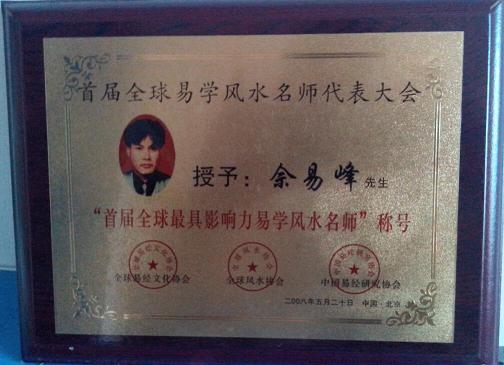 首届全球易学风水名师代表大会
授予：余易峰先生
“首届全球最具影响力易学风水名师”称号
全球易经文化协会 全球风水协会 中国易经研究协会
二00八年五月二十日 中国·北京